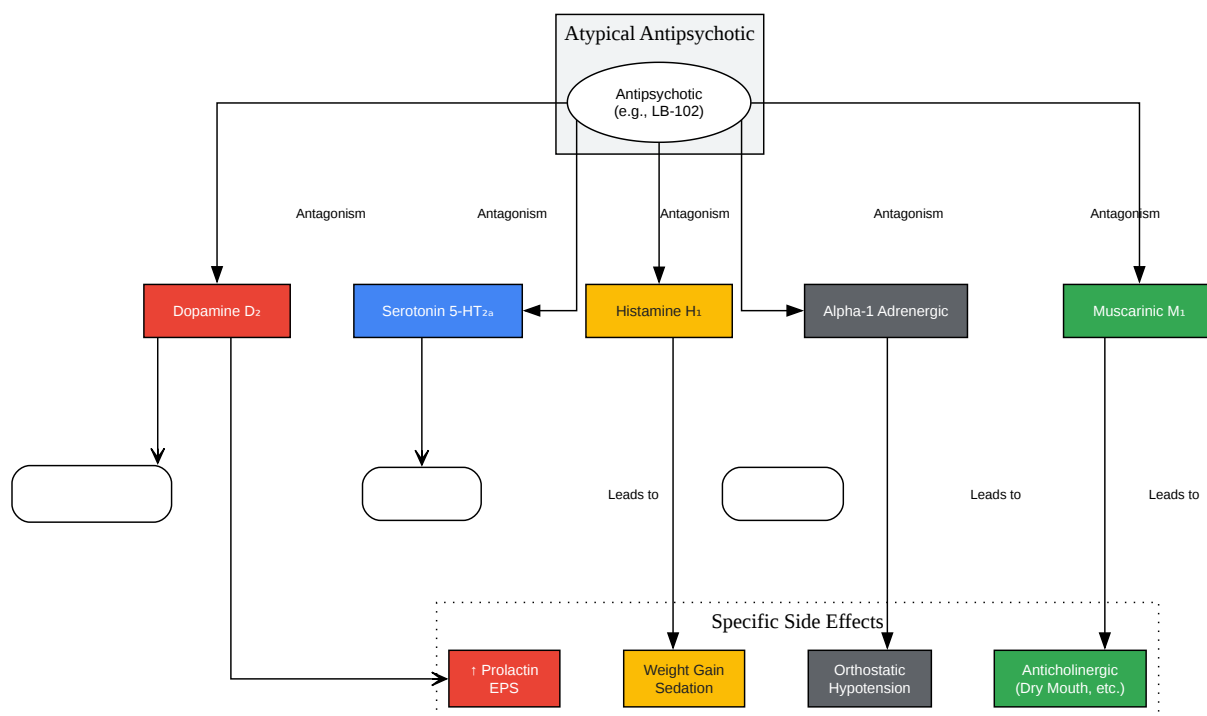 Atypical Antipsychotic
Antipsychotic
(e.g., LB-102)
Antagonism
Antagonism
Antagonism
Antagonism
Antagonism
Dopamine D₂
Serotonin 5-HT₂ₐ
Histamine H₁
Alpha-1 Adrenergic
Muscarinic M₁
Leads to
Leads to
Leads to
Specific Side Effects
↑ Prolactin
EPS
Weight Gain
Sedation
Orthostatic
Hypotension
Anticholinergic
(Dry Mouth, etc.)